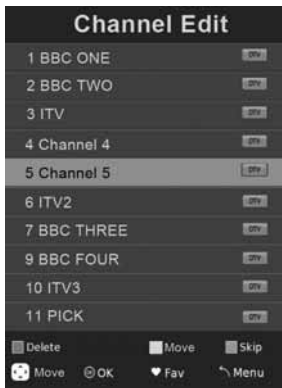 Channel Edit
1 BBC ONE DTV
2 BBC TWO DTV
3 ITV DTV
4 Channel 4 DTV
5 Channel 5 DTV
6 ITV2 DTV
7 BBC THREE DTV
9 BBC FOUR DTV
10 ITV3 DTV
11 PICK DTV
Delete Move Skip
Move OK Fav Menu